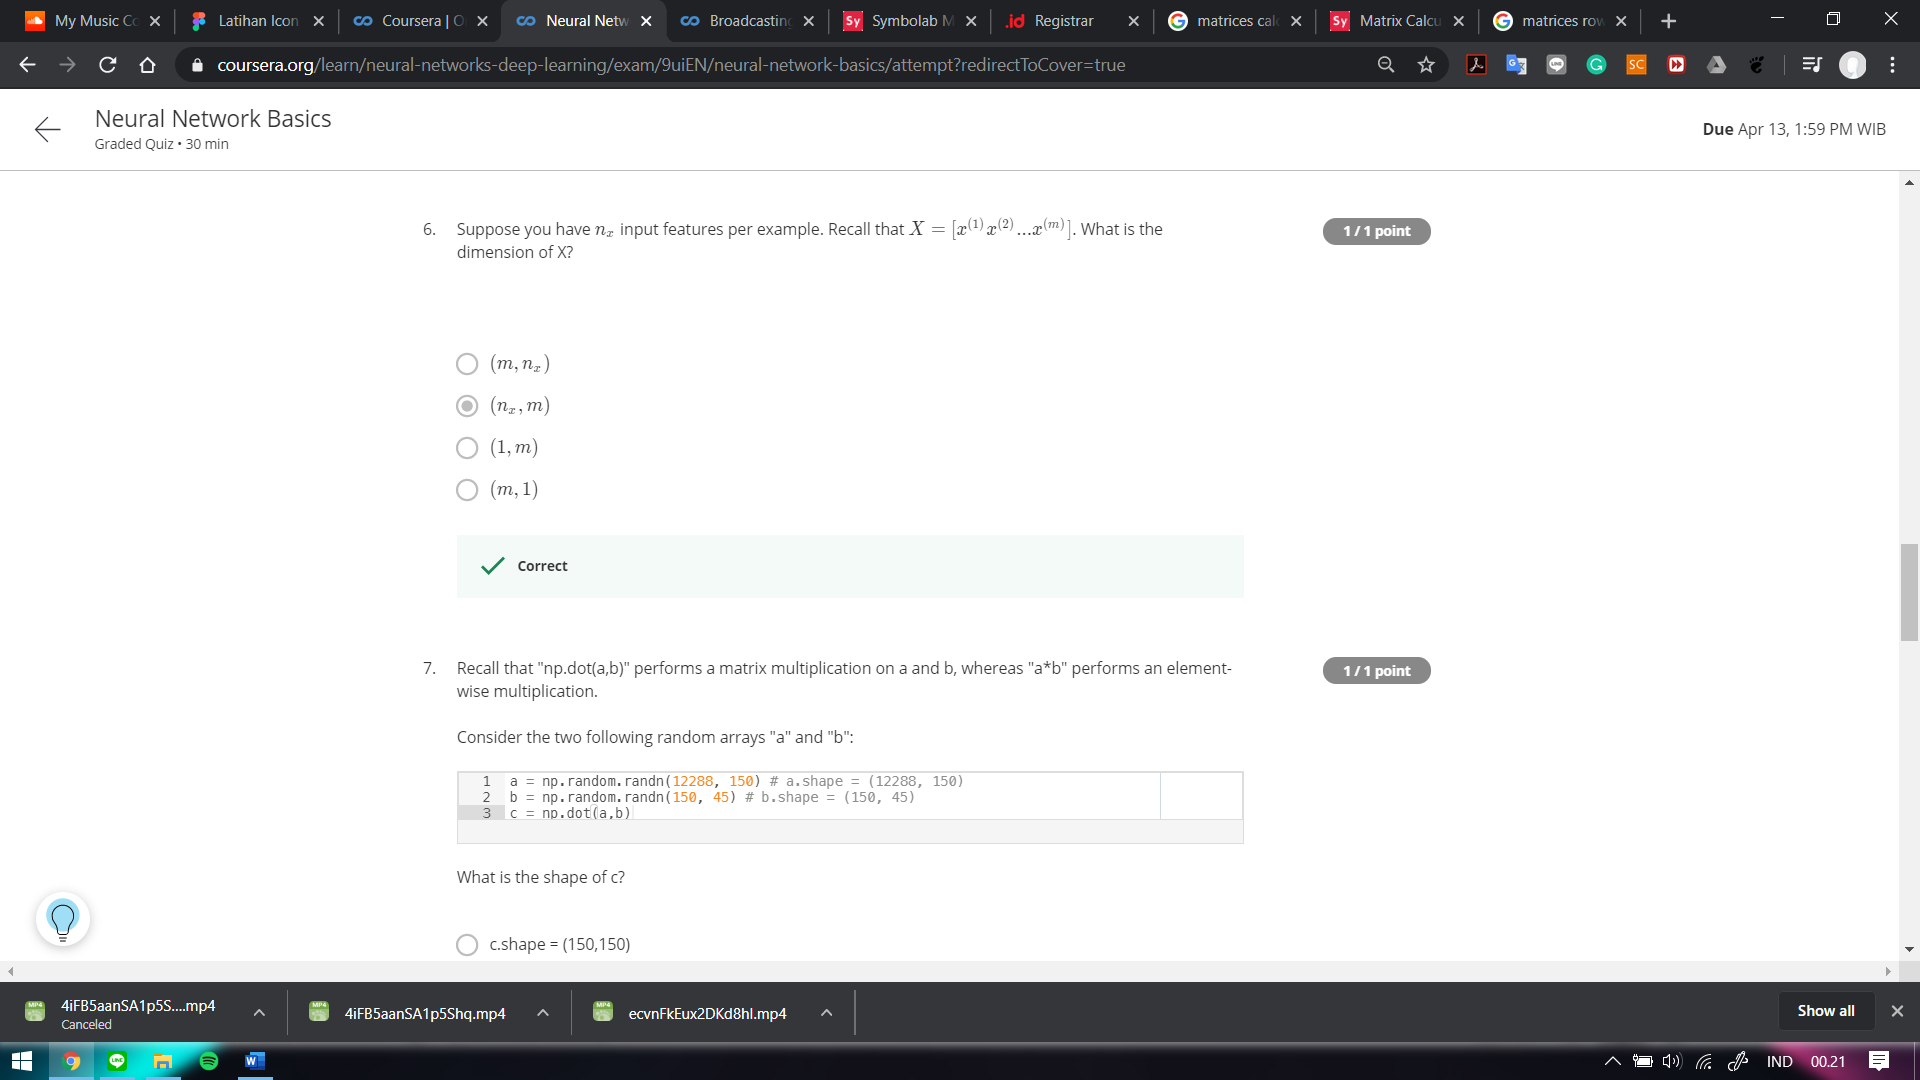 My Music Co
Latihan Icon
Coursera | O
Neural Netw
Broadcasting
Symbolab M
.id Registrar
matrices cal
Matrix Calcu
matrices row
coursera.org/learn/neural-networks-deep-learning/exam/9uiEN/neural-network-basics/attempt?redirectToCover=true
Neural Network Basics
Graded Quiz • 30 min
Due Apr 13, 1:59 PM WIB
6. Suppose you have nₓ input features per example. Recall that X = [x⁽¹⁾ x⁽²⁾ ... x⁽ᵐ⁾]. What is the
dimension of X?
1 / 1 point
(m, nₓ)
(nₓ, m)
(1, m)
(m, 1)
Correct
7. Recall that "np.dot(a,b)" performs a matrix multiplication on a and b, whereas "a*b" performs an element-
wise multiplication.
1 / 1 point
Consider the two following random arrays "a" and "b":
1 a = np.random.randn(12288, 150) # a.shape = (12288, 150)
2 b = np.random.randn(150, 45) # b.shape = (150, 45)
3 c = np.dot(a,b)
What is the shape of c?
c.shape = (150,150)
4iFB5aanSA1p5S....mp4
Canceled
4iFB5aanSA1p5Shq.mp4
ecvnFkEux2DKd8hl.mp4
Show all
IND
00.21